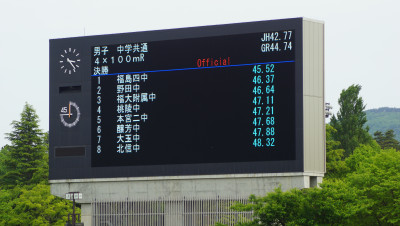 男子 中学共通 JH42.77
4×100mR GR44.74
決勝 Official
1 福島四中 45.52
2 野田中 46.37
3 福大附属中 46.64
4 桃陵中 47.11
5 本宮二中 47.21
6 醸芳中 47.68
7 大玉中 47.88
8 北信中 48.32
45